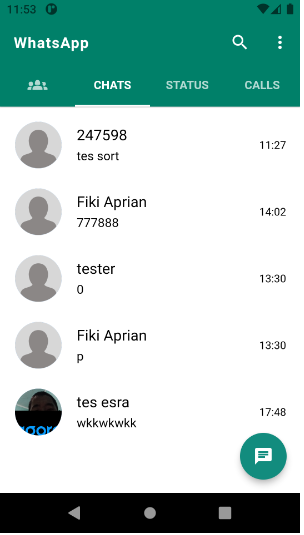 11:53
WhatsApp
CHATS STATUS CALLS
247598
tes sort
11:27
Fiki Aprian
777888
14:02
tester
0
13:30
Fiki Aprian
p
13:30
tes esra
wkkwkwkk
17:48